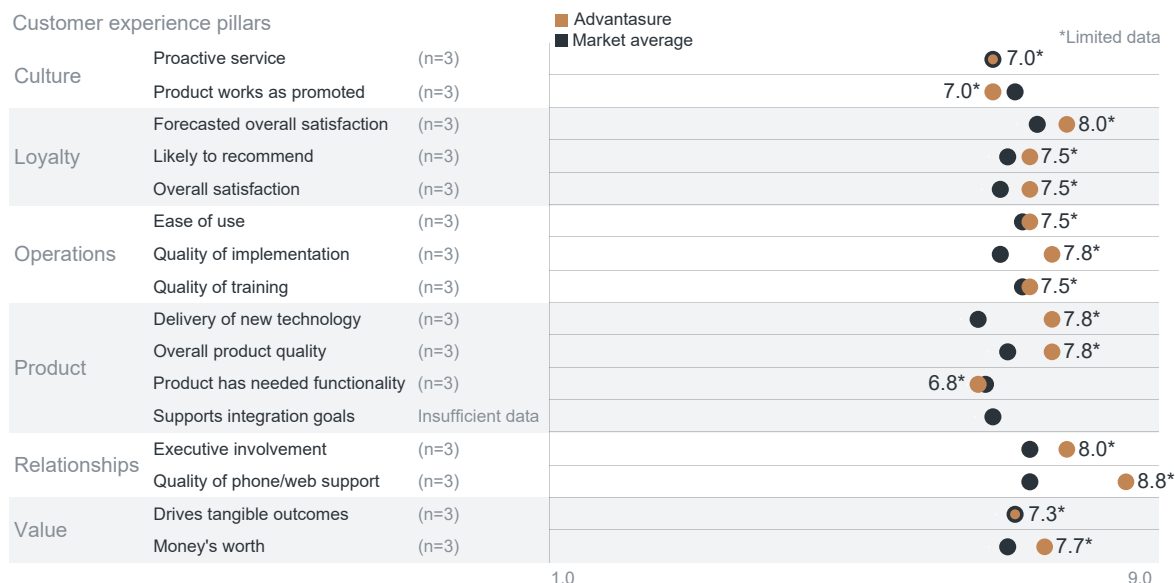 Customer experience pillars
Advantasure
Market average
*Limited data
Culture
Proactive service (n=3) 7.0*
Product works as promoted (n=3) 7.0*
Loyalty
Forecasted overall satisfaction (n=3) 8.0*
Likely to recommend (n=3) 7.5*
Overall satisfaction (n=3) 7.5*
Operations
Ease of use (n=3) 7.5*
Quality of implementation (n=3) 7.8*
Quality of training (n=3) 7.5*
Product
Delivery of new technology (n=3) 7.8*
Overall product quality (n=3) 7.8*
Product has needed functionality (n=3) 6.8*
Supports integration goals Insufficient data
Relationships
Executive involvement (n=3) 8.0*
Quality of phone/web support (n=3) 8.8*
Value
Drives tangible outcomes (n=3) 7.3*
Money's worth (n=3) 7.7*
1.0 9.0